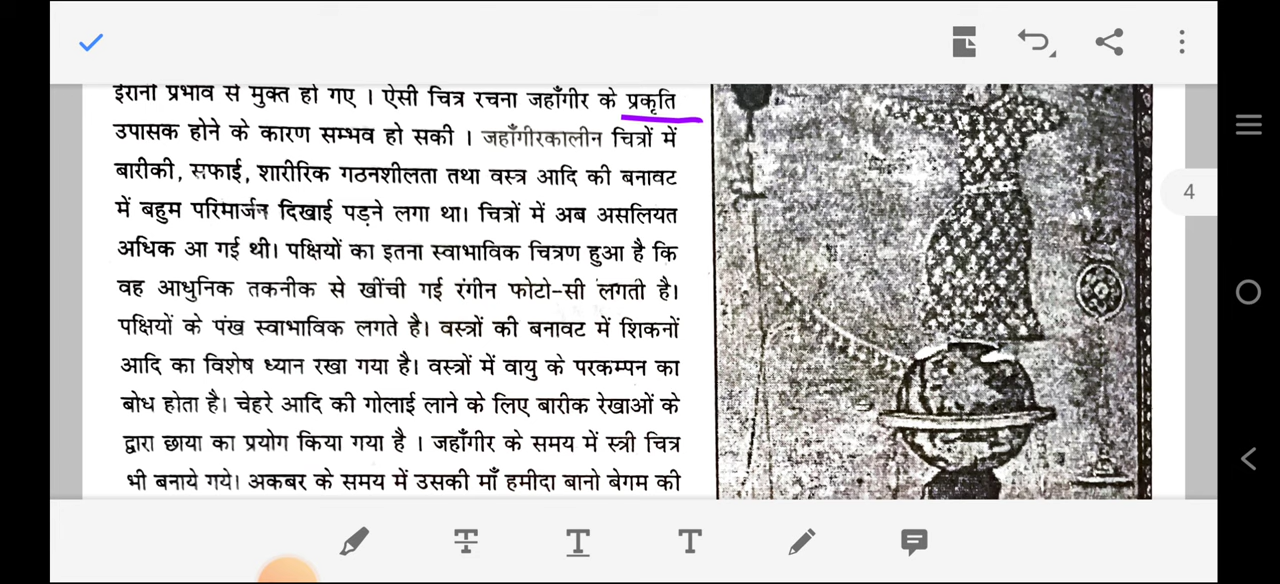 ईरानी प्रभाव से मुक्त हो गए । ऐसी चित्र रचना जहाँगीर के प्रकृति
उपासक होने के कारण सम्भव हो सकी । जहाँगीरकालीन चित्रों में
बारीकी, सफाई, शारीरिक गठनशीलता तथा वस्त्र आदि की बनावट
में बहुम परिमार्जन दिखाई पड़ने लगा था। चित्रों में अब असलियत
अधिक आ गई थी। पक्षियों का इतना स्वाभाविक चित्रण हुआ है कि
वह आधुनिक तकनीक से खींची गई रंगीन फोटो-सी लगती है।
पक्षियों के पंख स्वाभाविक लगते है। वस्त्रों की बनावट में शिकनों
आदि का विशेष ध्यान रखा गया है। वस्त्रों में वायु के परकम्पन का
बोध होता है। चेहरे आदि की गोलाई लाने के लिए बारीक रेखाओं के
द्वारा छाया का प्रयोग किया गया है । जहाँगीर के समय में स्त्री चित्र
भी बनाये गये। अकबर के समय में उसकी माँ हमीदा बानो बेगम की
4
T
T
T